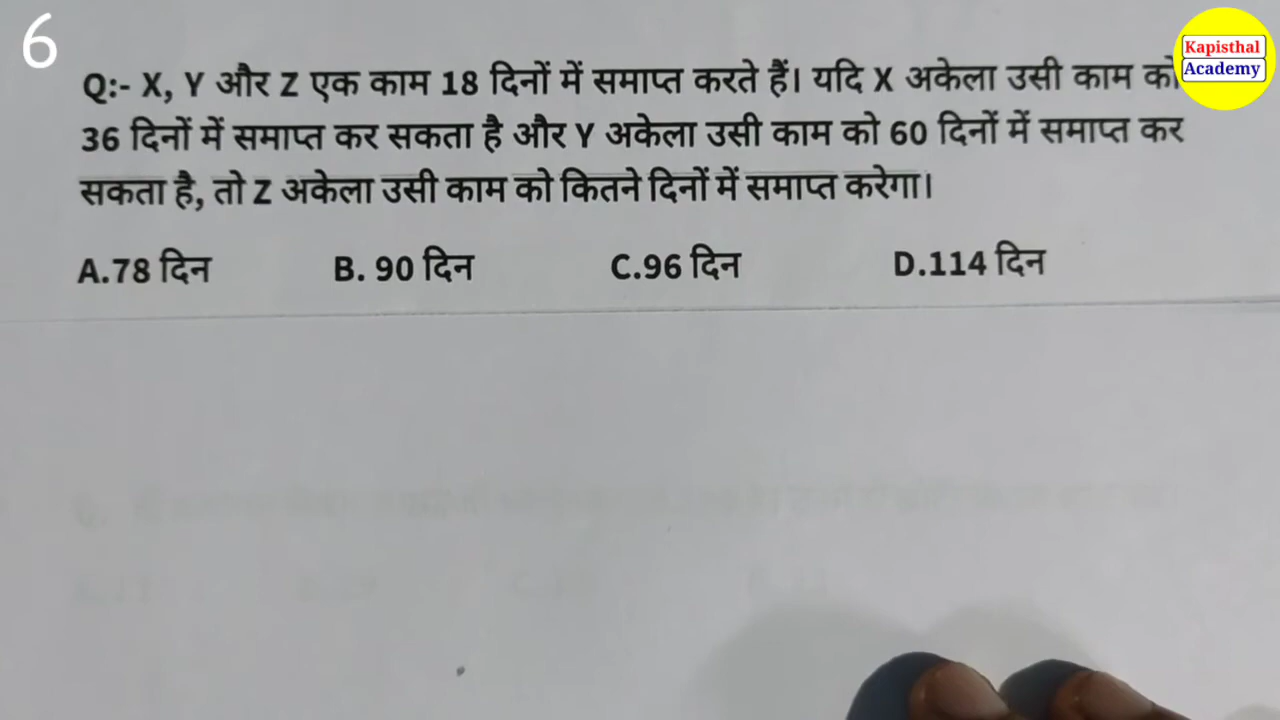 6
Kapisthal
Academy
Q:- X, Y और Z एक काम 18 दिनों में समाप्त करते हैं। यदि X अकेला उसी काम को
36 दिनों में समाप्त कर सकता है और Y अकेला उसी काम को 60 दिनों में समाप्त कर
सकता है, तो Z अकेला उसी काम को कितने दिनों में समाप्त करेगा।
A.78 दिन B. 90 दिन C.96 दिन D.114 दिन